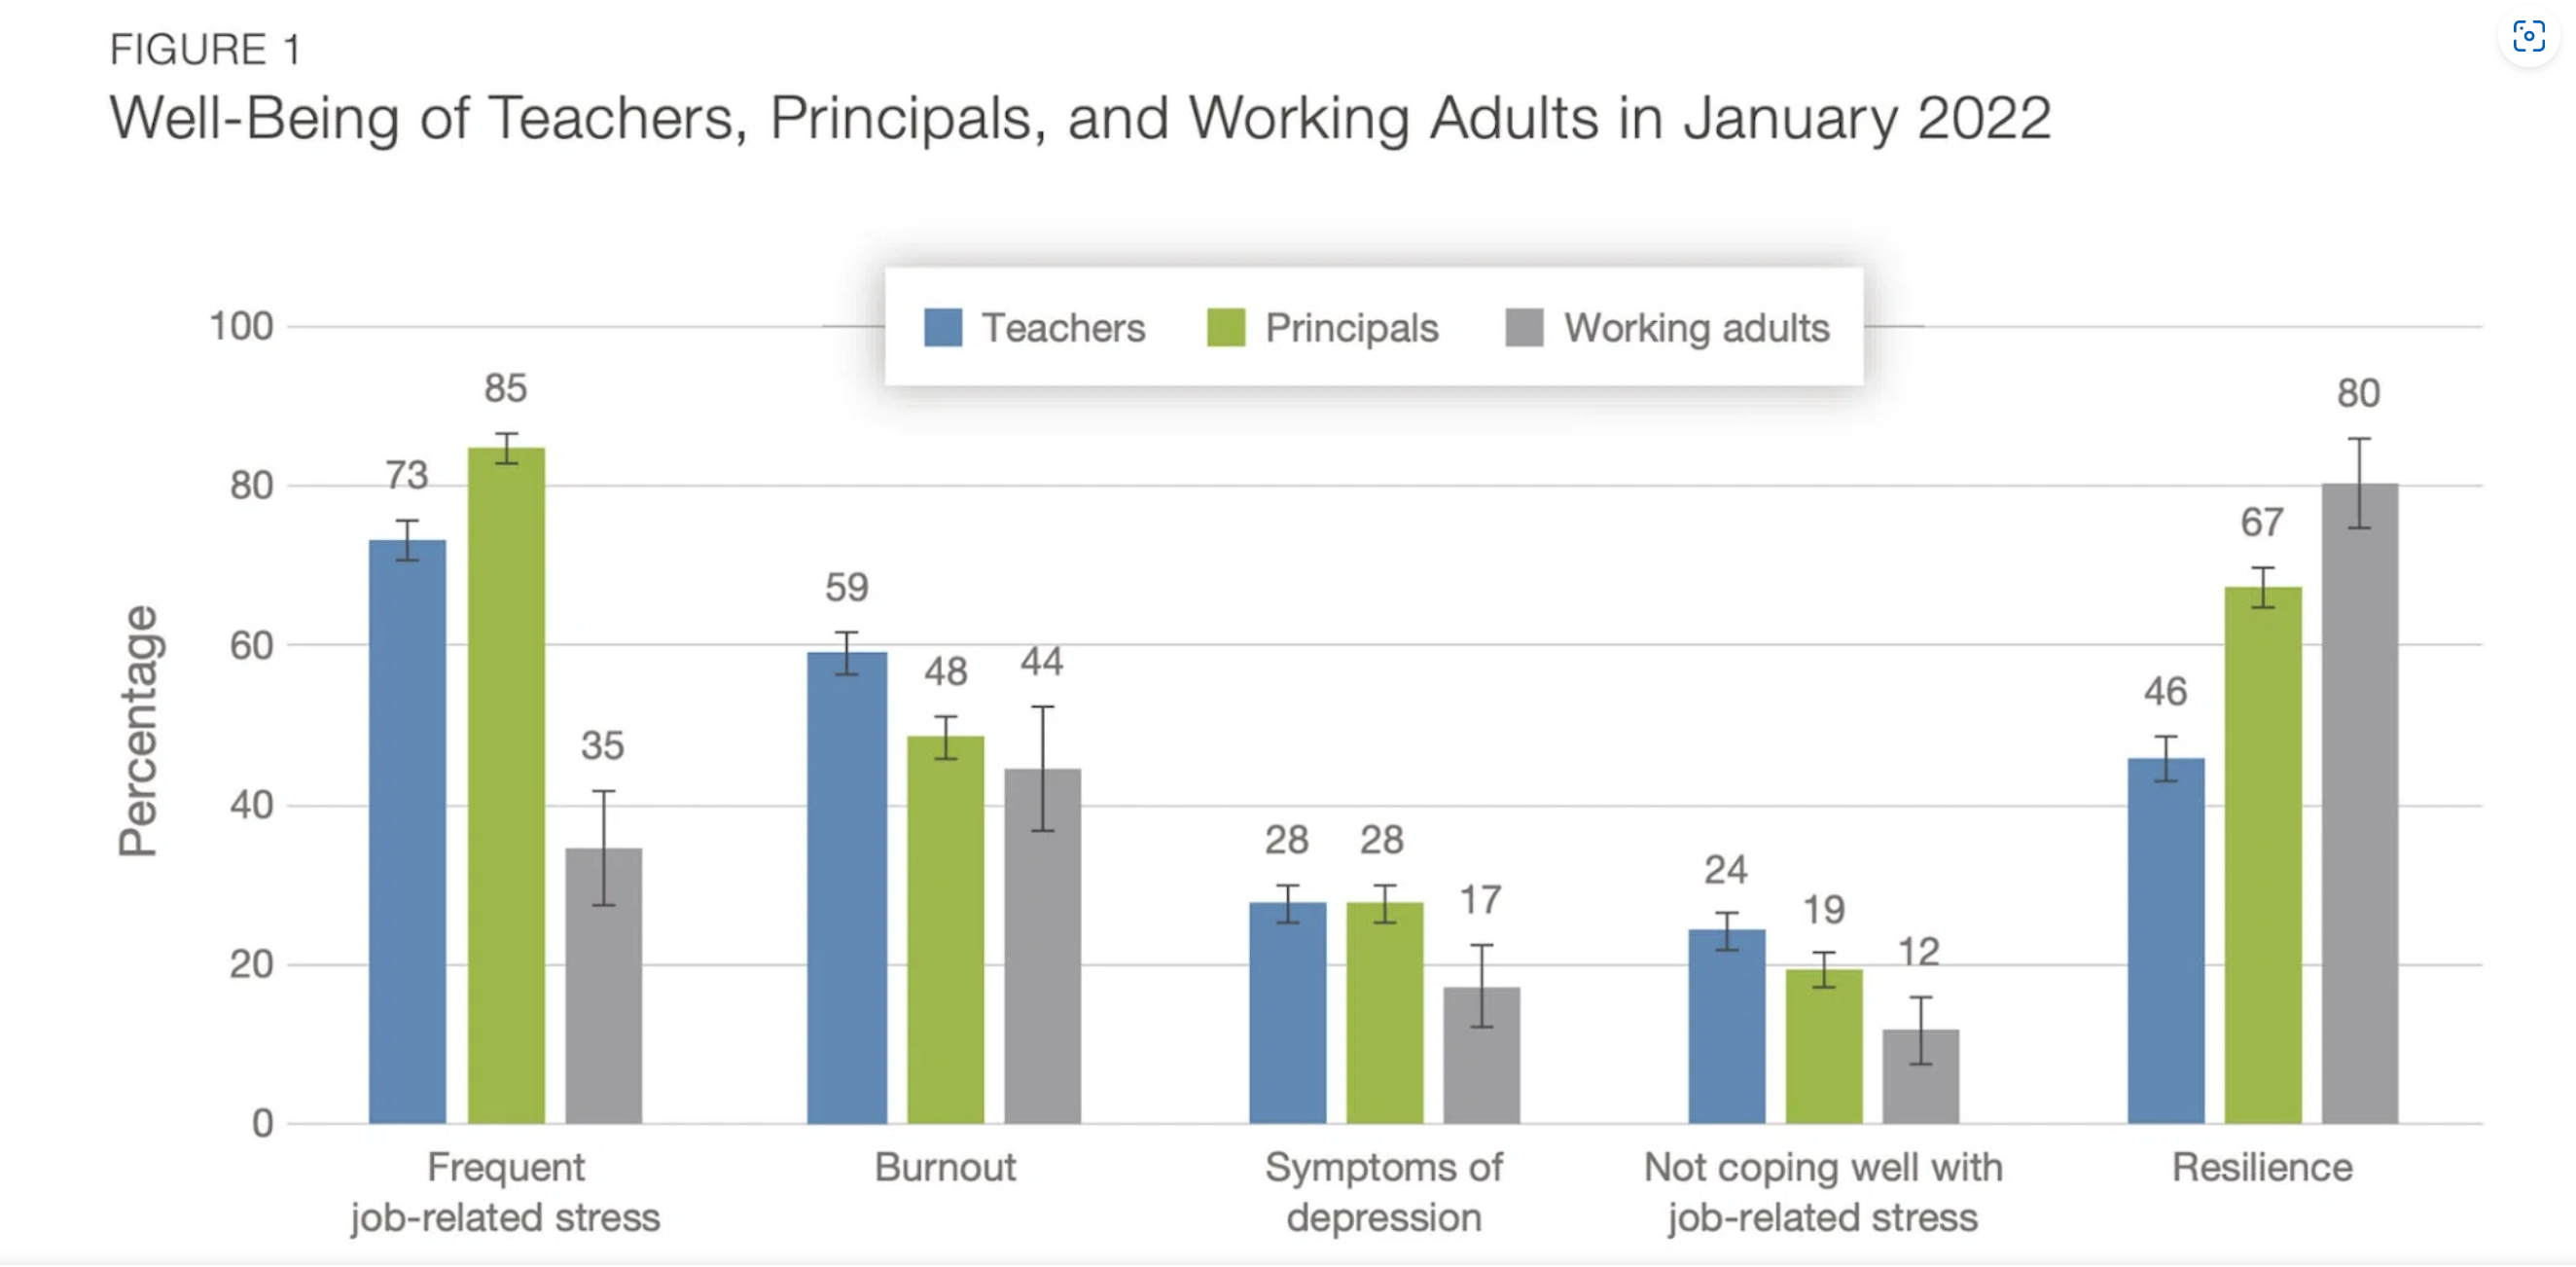 FIGURE 1
Well-Being of Teachers, Principals, and Working Adults in January 2022
Teachers Principals Working adults
Percentage
100
80
60
40
20
0
73 85 35
59 48 44
28 28 17
24 19 12
46 67 80
Frequent
job-related stress
Burnout
Symptoms of
depression
Not coping well with
job-related stress
Resilience